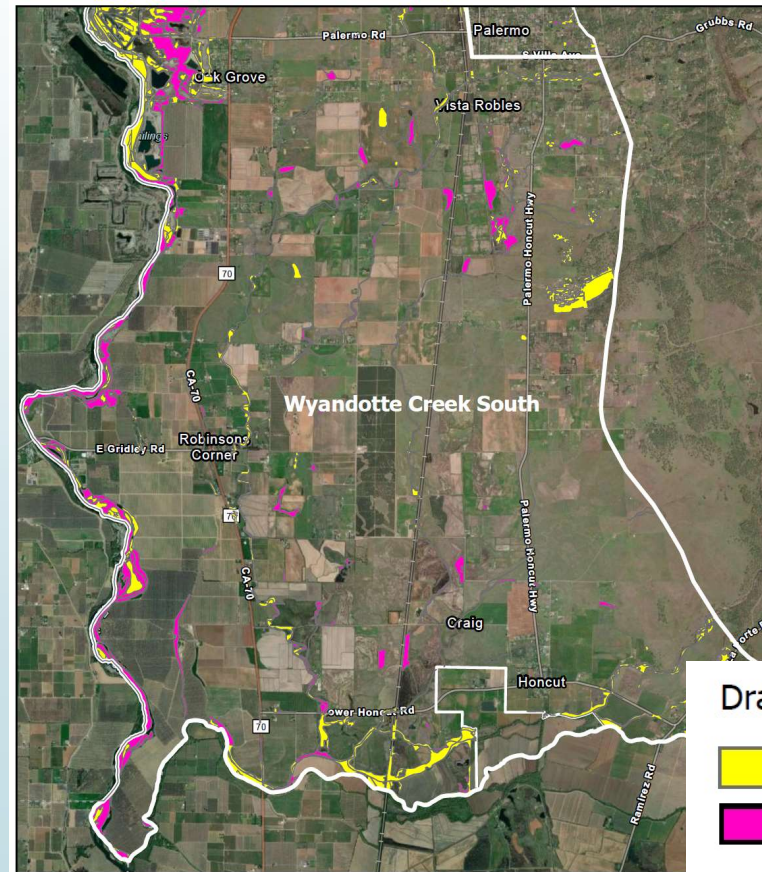 Palermo Rd
Palermo
Grubbs Rd
S Villa Ave
Oak Grove
Vista Robles
Tailings
Palermo Honcut Hwy
70
CA-70
Wyandotte Creek South
E Gridley Rd
Robinsons
Corner
70
Palermo Honcut Hwy
CA-70
Craig
Honcut
Lower Honcut Rd
70
Ramirez Rd
Dra